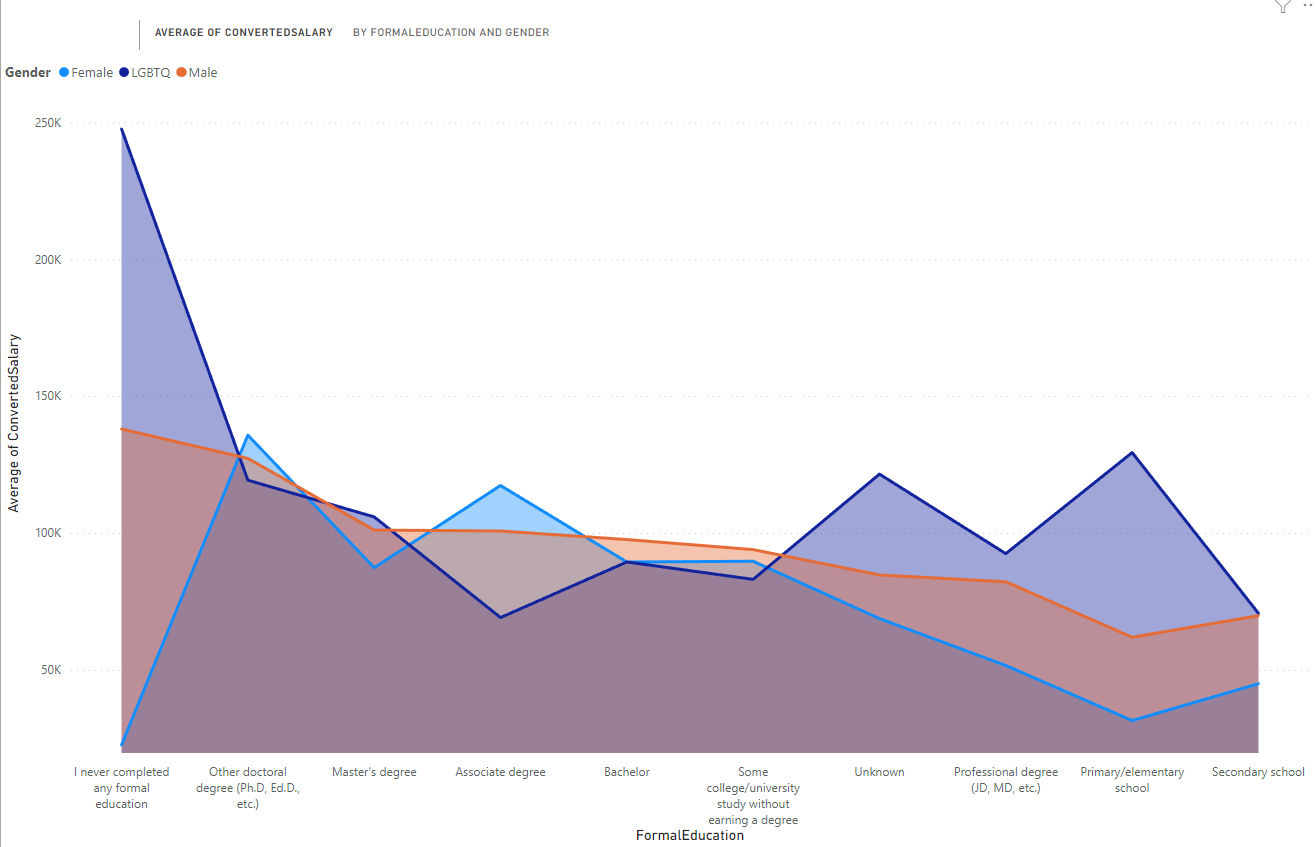 AVERAGE OF CONVERTEDSALARY BY FORMALEDUCATION AND GENDER
Gender Female LGBTQ Male
250K
200K
150K
100K
50K
Average of ConvertedSalary
I never completed
any formal
education
Other doctoral
degree (Ph.D, Ed.D.,
etc.)
Master's degree
Associate degree
Bachelor
Some
college/university
study without
earning a degree
Unknown
Professional degree
(JD, MD, etc.)
Primary/elementary
school
Secondary school
FormalEducation